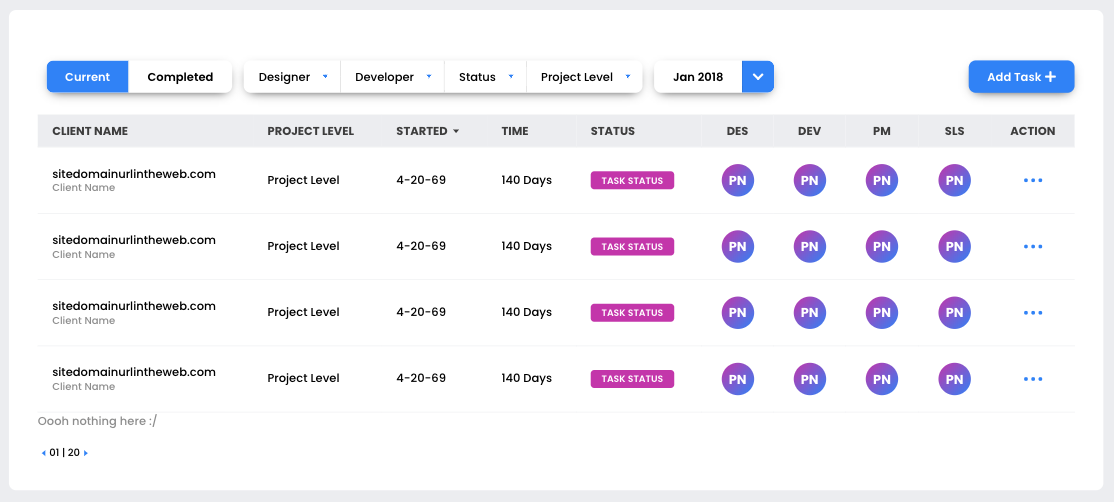 Current Completed Designer Developer Status Project Level Jan 2018 Add Task +
CLIENT NAME PROJECT LEVEL STARTED TIME STATUS DES DEV PM SLS ACTION
sitedomainurlintheweb.com
Client Name
Project Level 4-20-69 140 Days TASK STATUS PN PN PN PN
sitedomainurlintheweb.com
Client Name
Project Level 4-20-69 140 Days TASK STATUS PN PN PN PN
sitedomainurlintheweb.com
Client Name
Project Level 4-20-69 140 Days TASK STATUS PN PN PN PN
sitedomainurlintheweb.com
Client Name
Project Level 4-20-69 140 Days TASK STATUS PN PN PN PN
Oooh nothing here :/
01 | 20